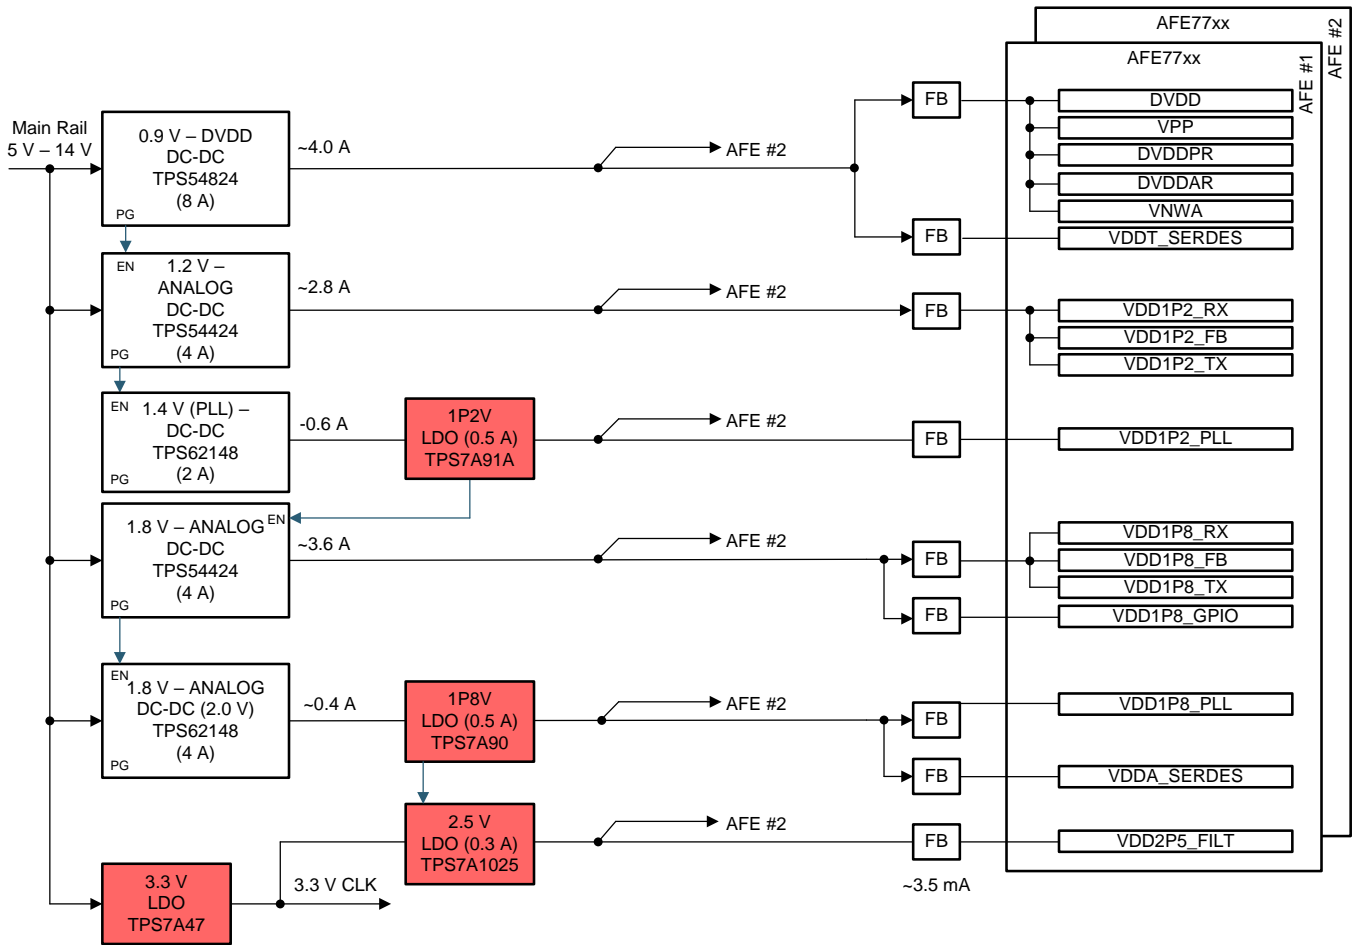 AFE77xx
AFE #2
AFE77xx
AFE #1
Main Rail
5 V – 14 V
0.9 V – DVDD
DC-DC
TPS54824
(8 A)
PG
~4.0 A
AFE #2
FB
FB
DVDD
VPP
DVDDPR
DVDDAR
VNWA
VDDT_SERDES
EN
1.2 V –
ANALOG
DC-DC
TPS54424
(4 A)
PG
~2.8 A
AFE #2
FB
VDD1P2_RX
VDD1P2_FB
VDD1P2_TX
EN
1.4 V (PLL) –
DC-DC
TPS62148
(2 A)
PG
-0.6 A
1P2V
LDO (0.5 A)
TPS7A91A
AFE #2
FB
VDD1P2_PLL
EN
1.8 V – ANALOG
DC-DC
TPS54424
(4 A)
PG
~3.6 A
AFE #2
FB
FB
VDD1P8_RX
VDD1P8_FB
VDD1P8_TX
VDD1P8_GPIO
EN
1.8 V – ANALOG
DC-DC (2.0 V)
TPS62148
(4 A)
PG
~0.4 A
1P8V
LDO (0.5 A)
TPS7A90
AFE #2
FB
FB
VDD1P8_PLL
VDDA_SERDES
2.5 V
LDO (0.3 A)
TPS7A1025
AFE #2
FB
VDD2P5_FILT
~3.5 mA
3.3 V
LDO
TPS7A47
3.3 V CLK